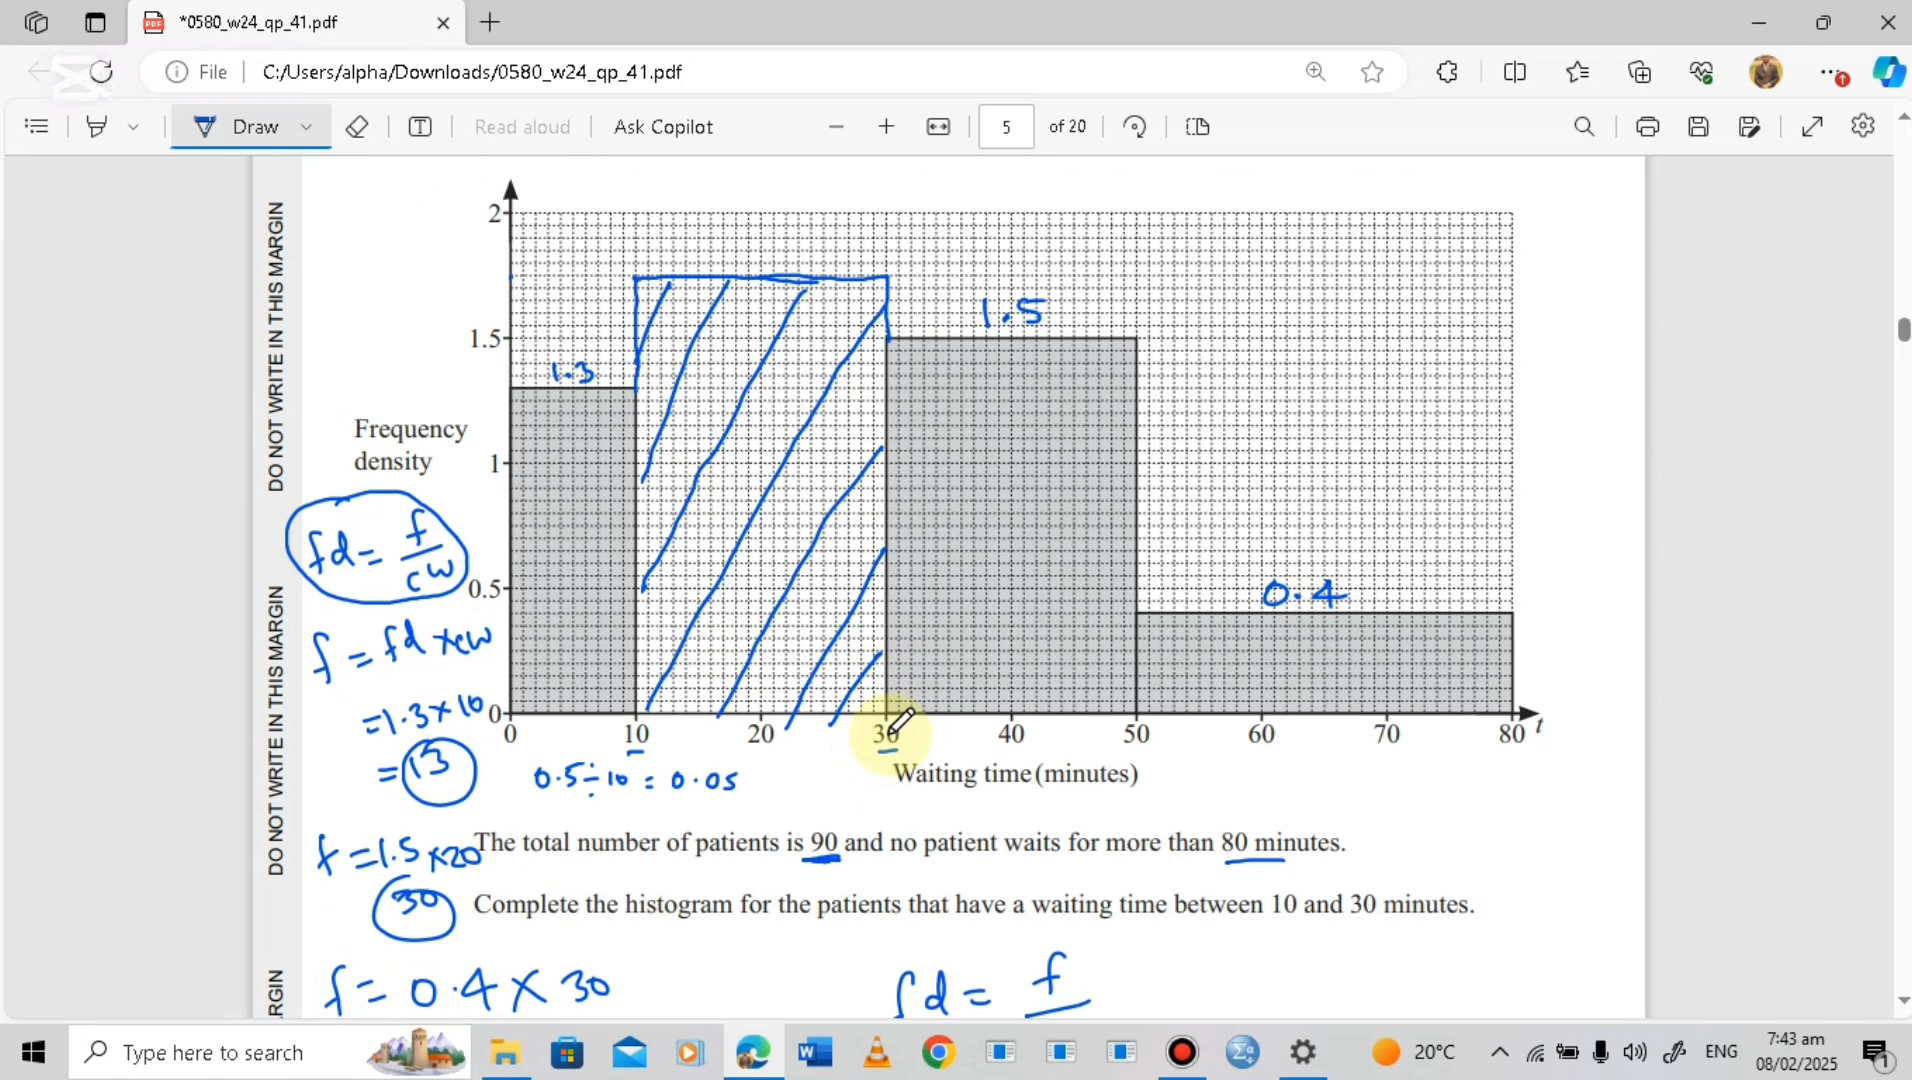 *0580_w24_qp_41.pdf
File
C:/Users/alpha/Downloads/0580_w24_qp_41.pdf
Draw
Read aloud
Ask Copilot
5
of 20
DO NOT WRITE IN THIS MARGIN
DO NOT WRITE IN THIS MARGIN
ARGIN
2
1.5
1
0.5
0
Frequency
density
1.3
1.5
0.4
0 10 20 30 40 50 60 70 80 t
Waiting time (minutes)
fd = f/cw
f = fd × cw
= 1.3 × 10
= 13
0.5 ÷ 10 = 0.05
f = 1.5 × 20
30
The total number of patients is 90 and no patient waits for more than 80 minutes.
Complete the histogram for the patients that have a waiting time between 10 and 30 minutes.
f = 0.4 × 30
fd = f
Type here to search
20°C
ENG
7:43 am
08/02/2025
1